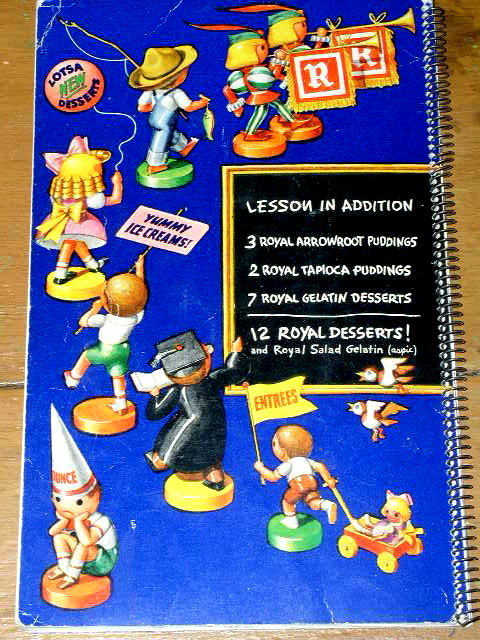 LOTSA
NEW
DESSERTS
R
R
YUMMY
ICE CREAMS!
LESSON IN ADDITION
3 ROYAL ARROWROOT PUDDINGS
2 ROYAL TAPIOCA PUDDINGS
7 ROYAL GELATIN DESSERTS
12 ROYAL DESSERTS!
and Royal Salad Gelatin (aspic)
ENTREES
UNCE